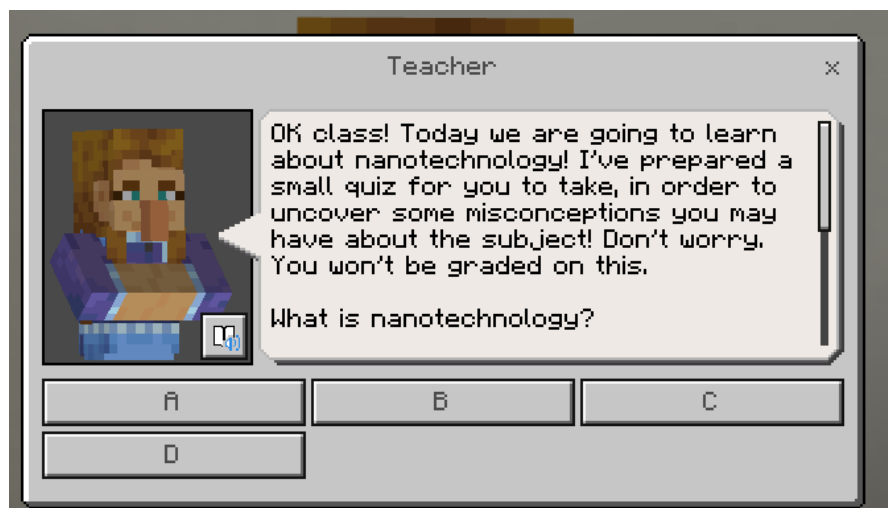 Teacher
x
OK class! Today we are going to learn
about nanotechnology! I've prepared a
small quiz for you to take, in order to
uncover some misconceptions you may
have about the subject! Don't worry.
You won't be graded on this.
What is nanotechnology?
A
B
C
D